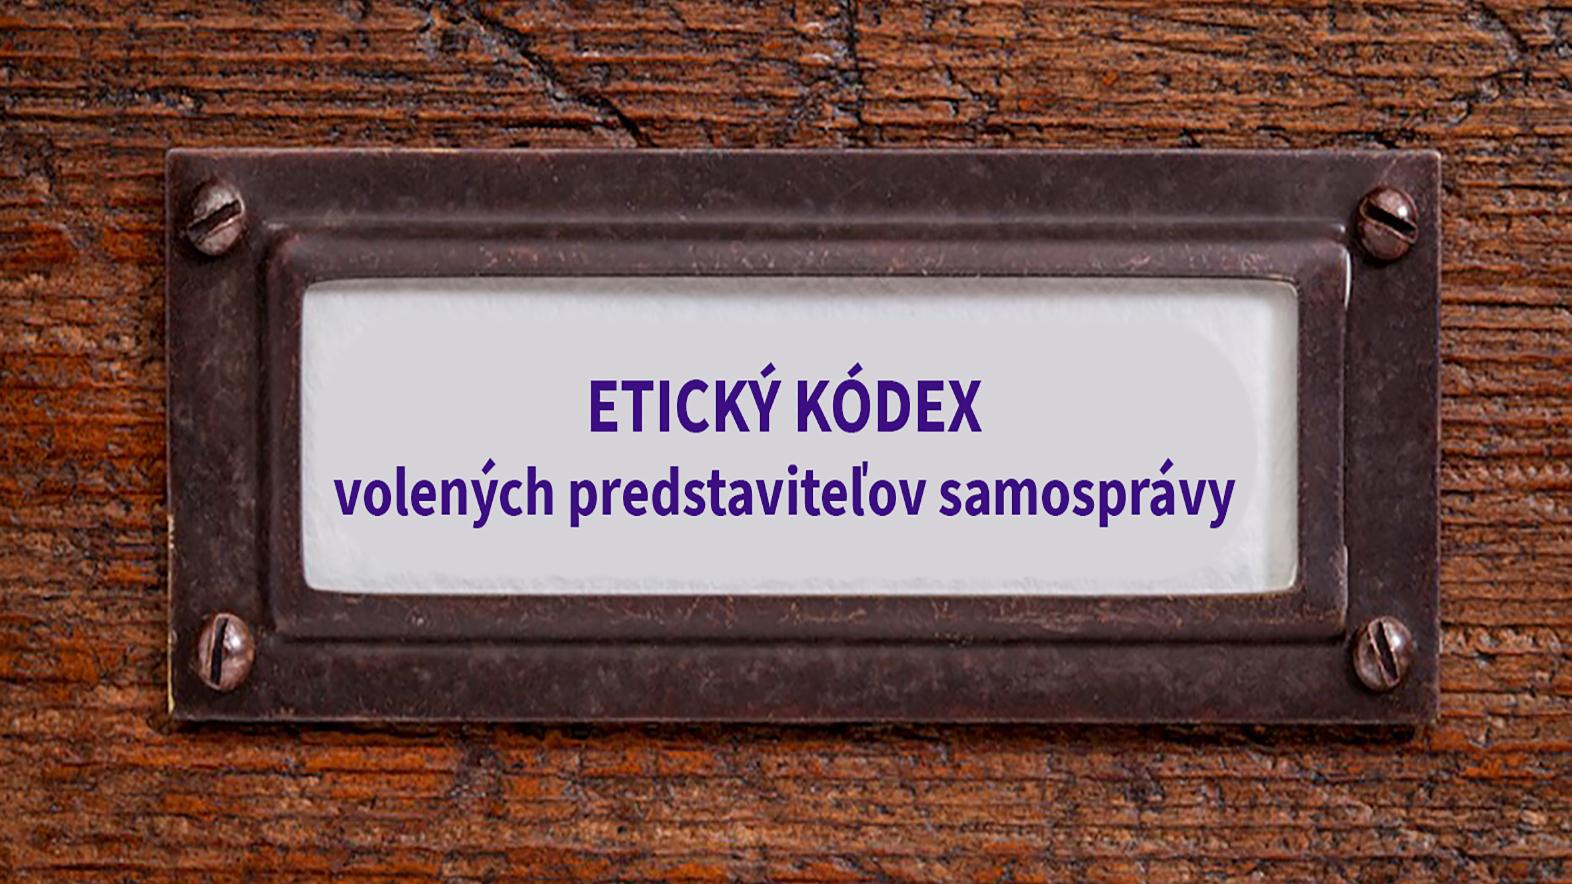 ETICKÝ KÓDEX
volených predstaviteľov samosprávy